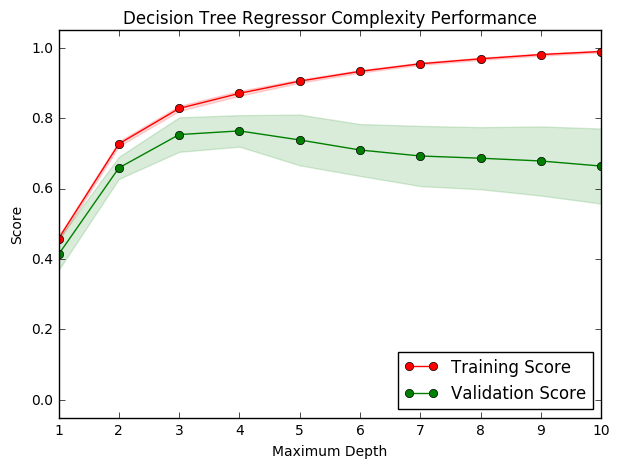 Decision Tree Regressor Complexity Performance
1.0
0.8
0.6
0.4
0.2
0.0
Score
Training Score
Validation Score
1 2 3 4 5 6 7 8 9 10
Maximum Depth